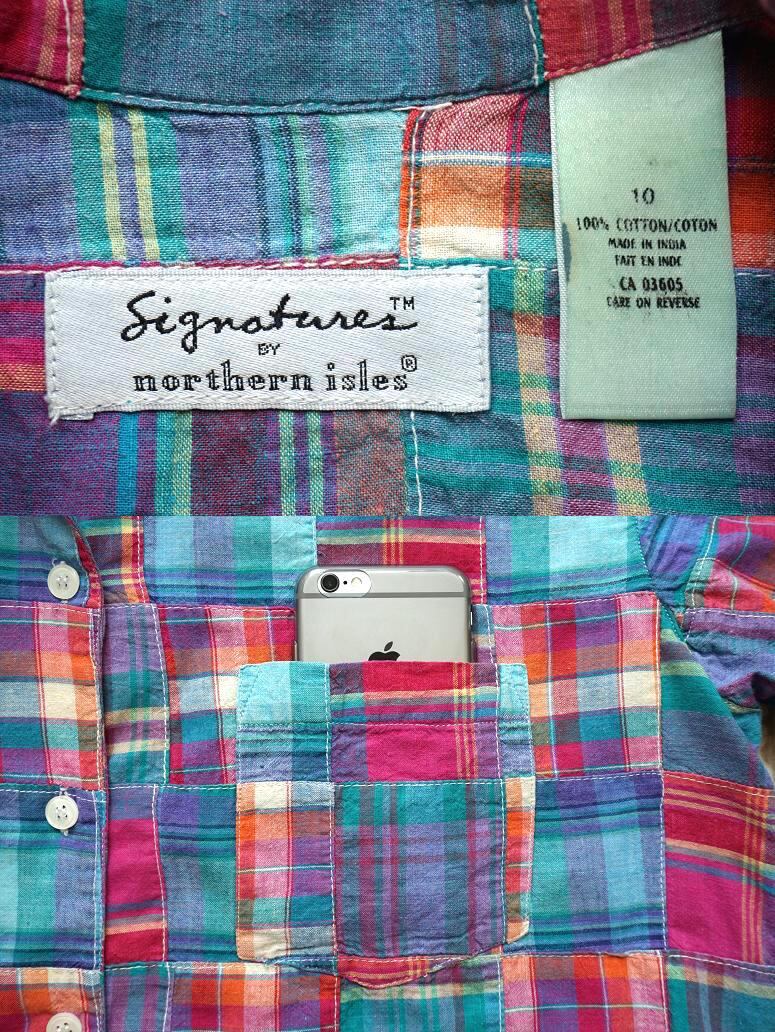 Signatures™
BY
northern isles®
10
100% COTTON/COTON
MADE IN INDIA
FAIT EN INDE
CA 03605
CARE ON REVERSE